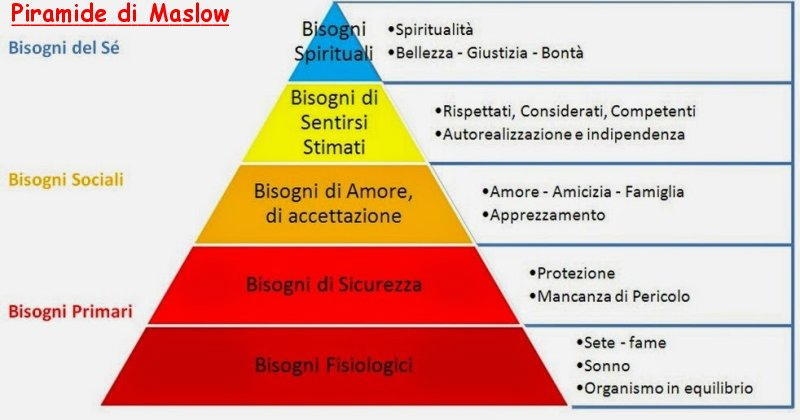 Piramide di Maslow
Bisogni del Sé
Bisogni
Spirituali
•Spiritualità
•Bellezza - Giustizia - Bontà
Bisogni di
Sentirsi
Stimati
•Rispettati, Considerati, Competenti
•Autorealizzazione e indipendenza
Bisogni Sociali
Bisogni di Amore,
di accettazione
•Amore - Amicizia - Famiglia
•Apprezzamento
Bisogni di Sicurezza
•Protezione
•Mancanza di Pericolo
Bisogni Primari
Bisogni Fisiologici
•Sete - fame
•Sonno
•Organismo in equilibrio